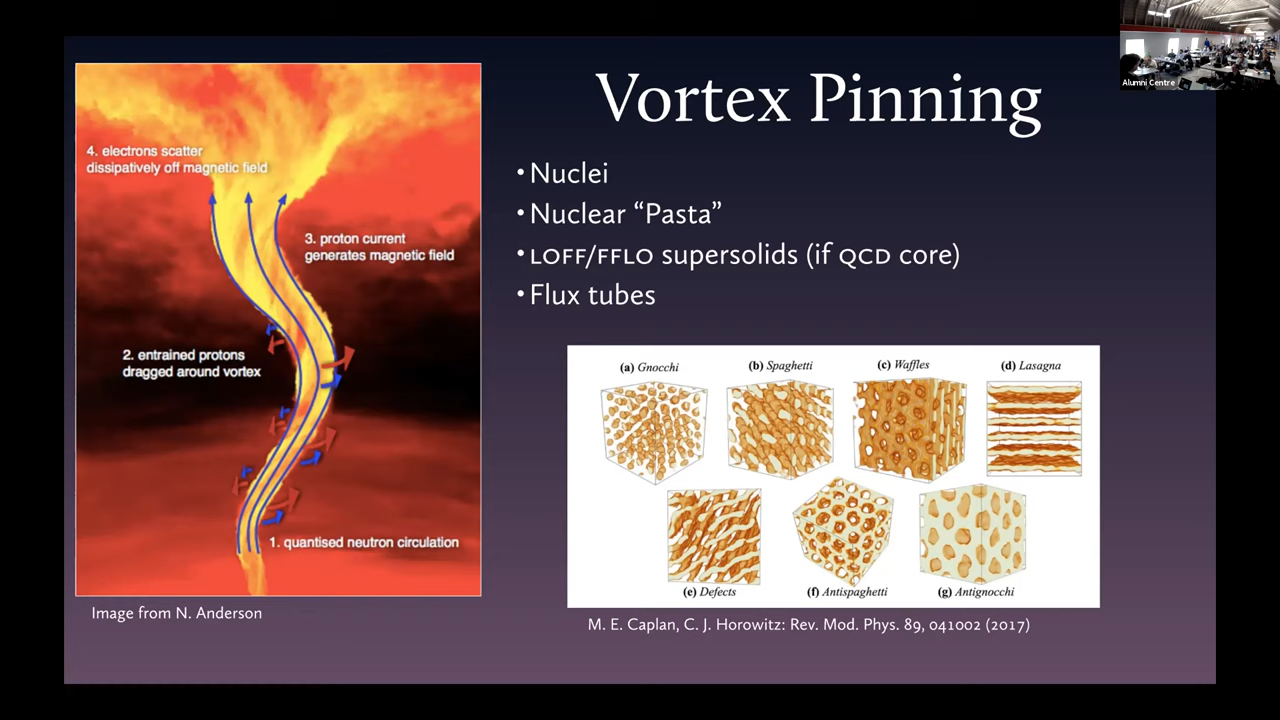 Alumni Centre
Vortex Pinning
4. electrons scatter
dissipatively off magnetic field
3. proton current
generates magnetic field
2. entrained protons
dragged around vortex
1. quantised neutron circulation
Image from N. Anderson
•Nuclei
•Nuclear “Pasta”
•LOFF/FFLO supersolids (if QCD core)
•Flux tubes
(a) Gnocchi
(b) Spaghetti
(c) Waffles
(d) Lasagna
(e) Defects
(f) Antispaghetti
(g) Antignocchi
M. E. Caplan, C. J. Horowitz: Rev. Mod. Phys. 89, 041002 (2017)